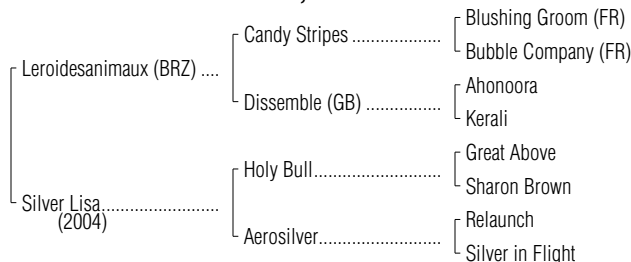 Candy Stripes ..................... Blushing Groom (FR)
Bubble Company (FR)
Leroidesanimaux (BRZ) ....
Dissemble (GB) ................. Ahonoora
Kerali
Holy Bull............................. Great Above
Sharon Brown
Silver Lisa...........................
(2004)
Aerosilver............................ Relaunch
Silver in Flight